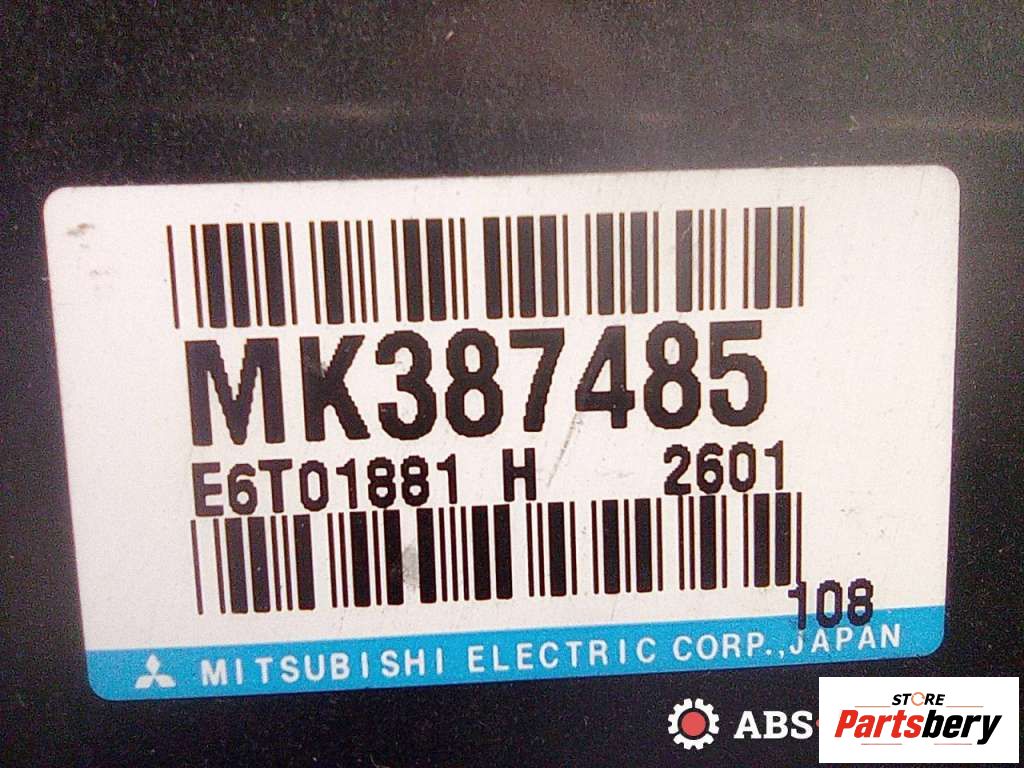 MK387485
E6T01881 H 2601
108
MITSUBISHI ELECTRIC CORP.,JAPAN
ABS-
STORE
Partsbery